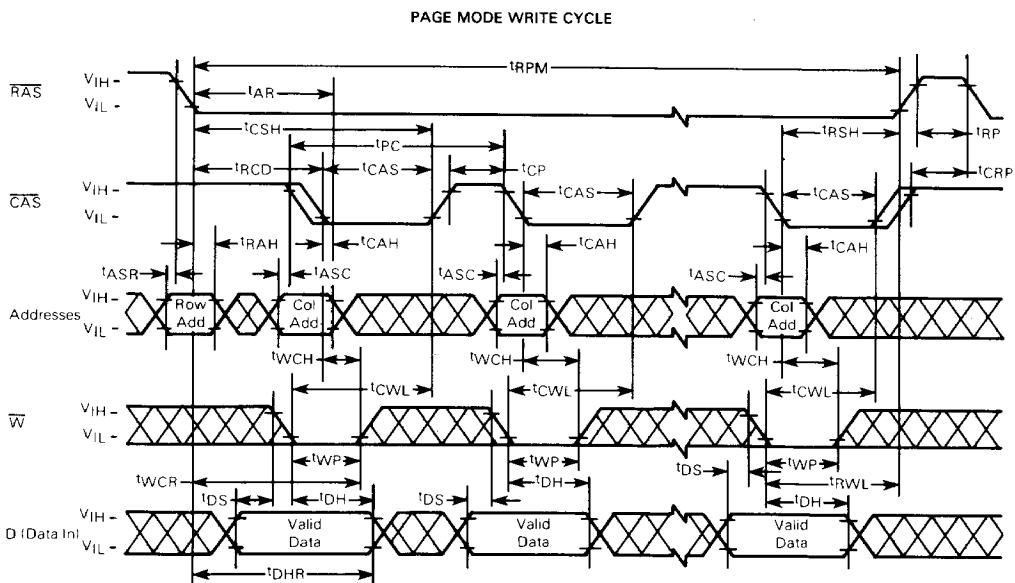 PAGE MODE WRITE CYCLE
tRPM
VIH
RAS
VIL
tAR
tCSH
tRSH
tRP
tPC
tRCD
tCAS
tCP
tCAS
tCAS
tCRP
VIH
CAS
VIL
tRAH
tCAH
tCAH
tCAH
tASR
tASC
tASC
tASC
VIH
Addresses
VIL
Row Add
Col Add
Col Add
Col Add
tWCH
tWCH
tWCH
tCWL
tCWL
tCWL
VIH
W
VIL
tWP
tWP
tDS
tWP
tWCR
tRWL
tDS
tDH
tDS
tDH
tDH
VIH
D (Data In)
VIL
Valid Data
Valid Data
Valid Data
tDHR